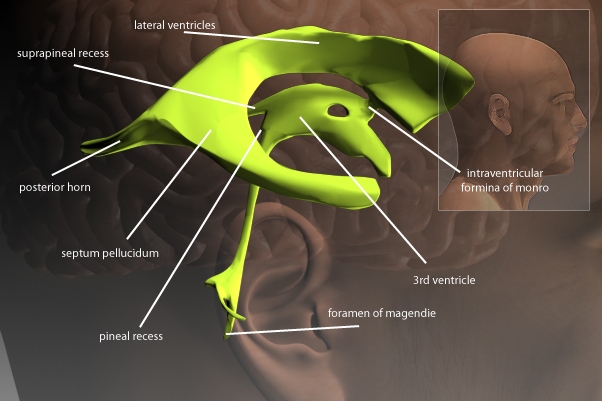 lateral ventricles
suprapineal recess
intraventricular
formina of monro
posterior horn
septum pellucidum
3rd ventricle
foramen of magendie
pineal recess